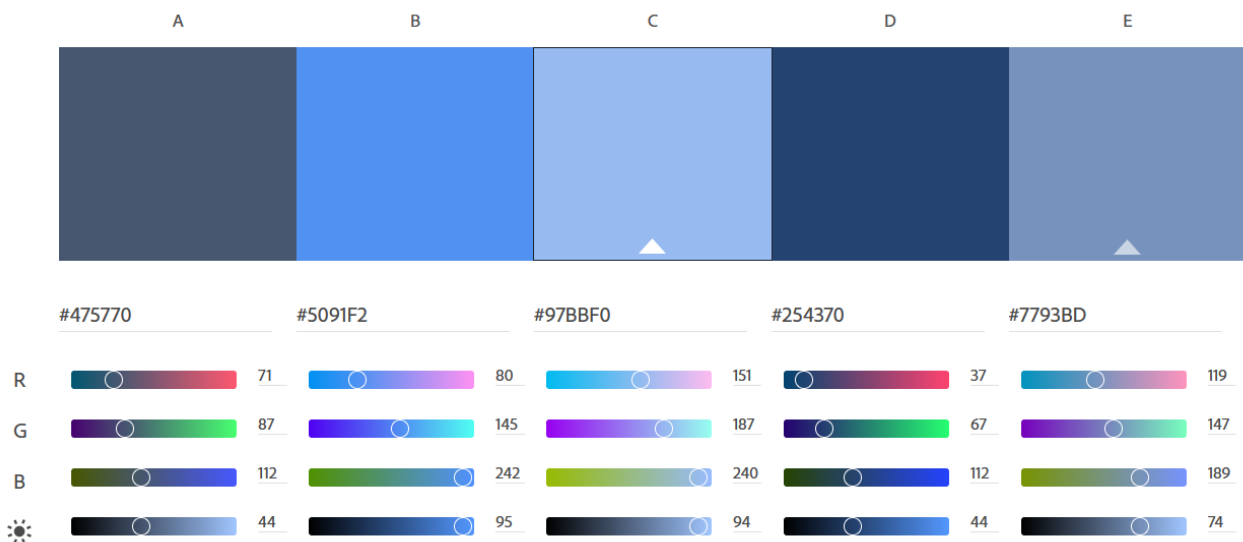 A B C D E
#475770 #5091F2 #97BBF0 #254370 #7793BD
R 71 80 151 37 119
G 87 145 187 67 147
B 112 242 240 112 189
44 95 94 44 74